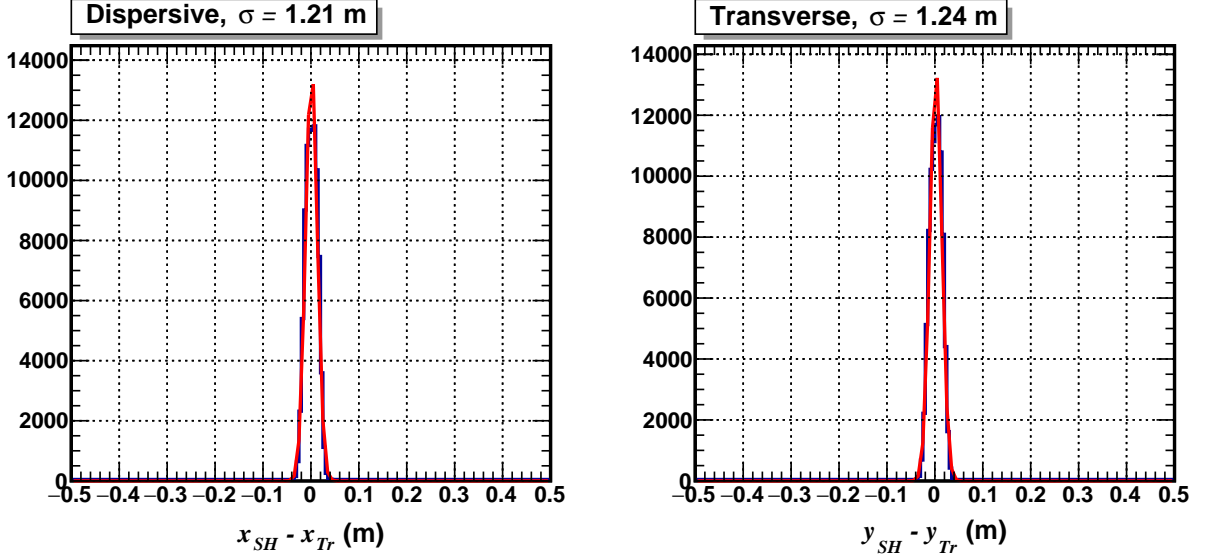 Dispersive, σ = 1.21 m
14000
12000
10000
8000
6000
4000
2000
0
−0.5 −0.4 −0.3 −0.2 −0.1 0 0.1 0.2 0.3 0.4 0.5
x_SH - x_Tr (m)
Transverse, σ = 1.24 m
14000
12000
10000
8000
6000
4000
2000
0
−0.5 −0.4 −0.3 −0.2 −0.1 0 0.1 0.2 0.3 0.4 0.5
y_SH - y_Tr (m)